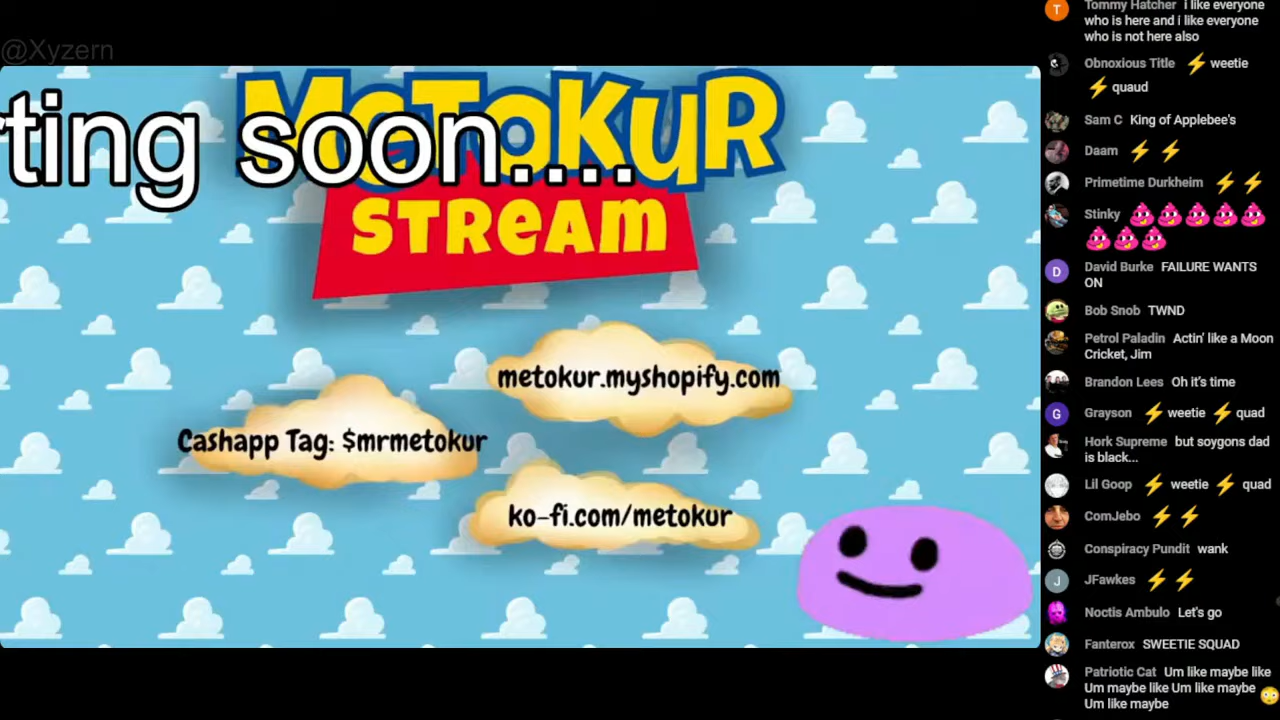 @Xyzern
METOKUR
STREAM
rting soon....
metokur.myshopify.com
Cashapp Tag: $mrmetokur
ko-fi.com/metokur
Tommy Hatcher i like everyone
who is here and i like everyone
who is not here also
Obnoxious Title ⚡ weetie
⚡ quaud
Sam C King of Applebee's
Daam ⚡ ⚡
Primetime Durkheim ⚡ ⚡
Stinky 💩💩💩💩💩
💩💩💩
David Burke FAILURE WANTS
ON
Bob Snob TWND
Petrol Paladin Actin' like a Moon
Cricket, Jim
Brandon Lees Oh it's time
G
Grayson ⚡ weetie ⚡ quad
Hork Supreme but soygons dad
is black...
Lil Goop ⚡ weetie ⚡ quad
ComJebo ⚡ ⚡
Conspiracy Pundit wank
J
JFawkes ⚡ ⚡
Noctis Ambulo Let's go
Fanterox SWEETIE SQUAD
Patriotic Cat Um like maybe like
Um maybe like Um like maybe 😳
Um like maybe